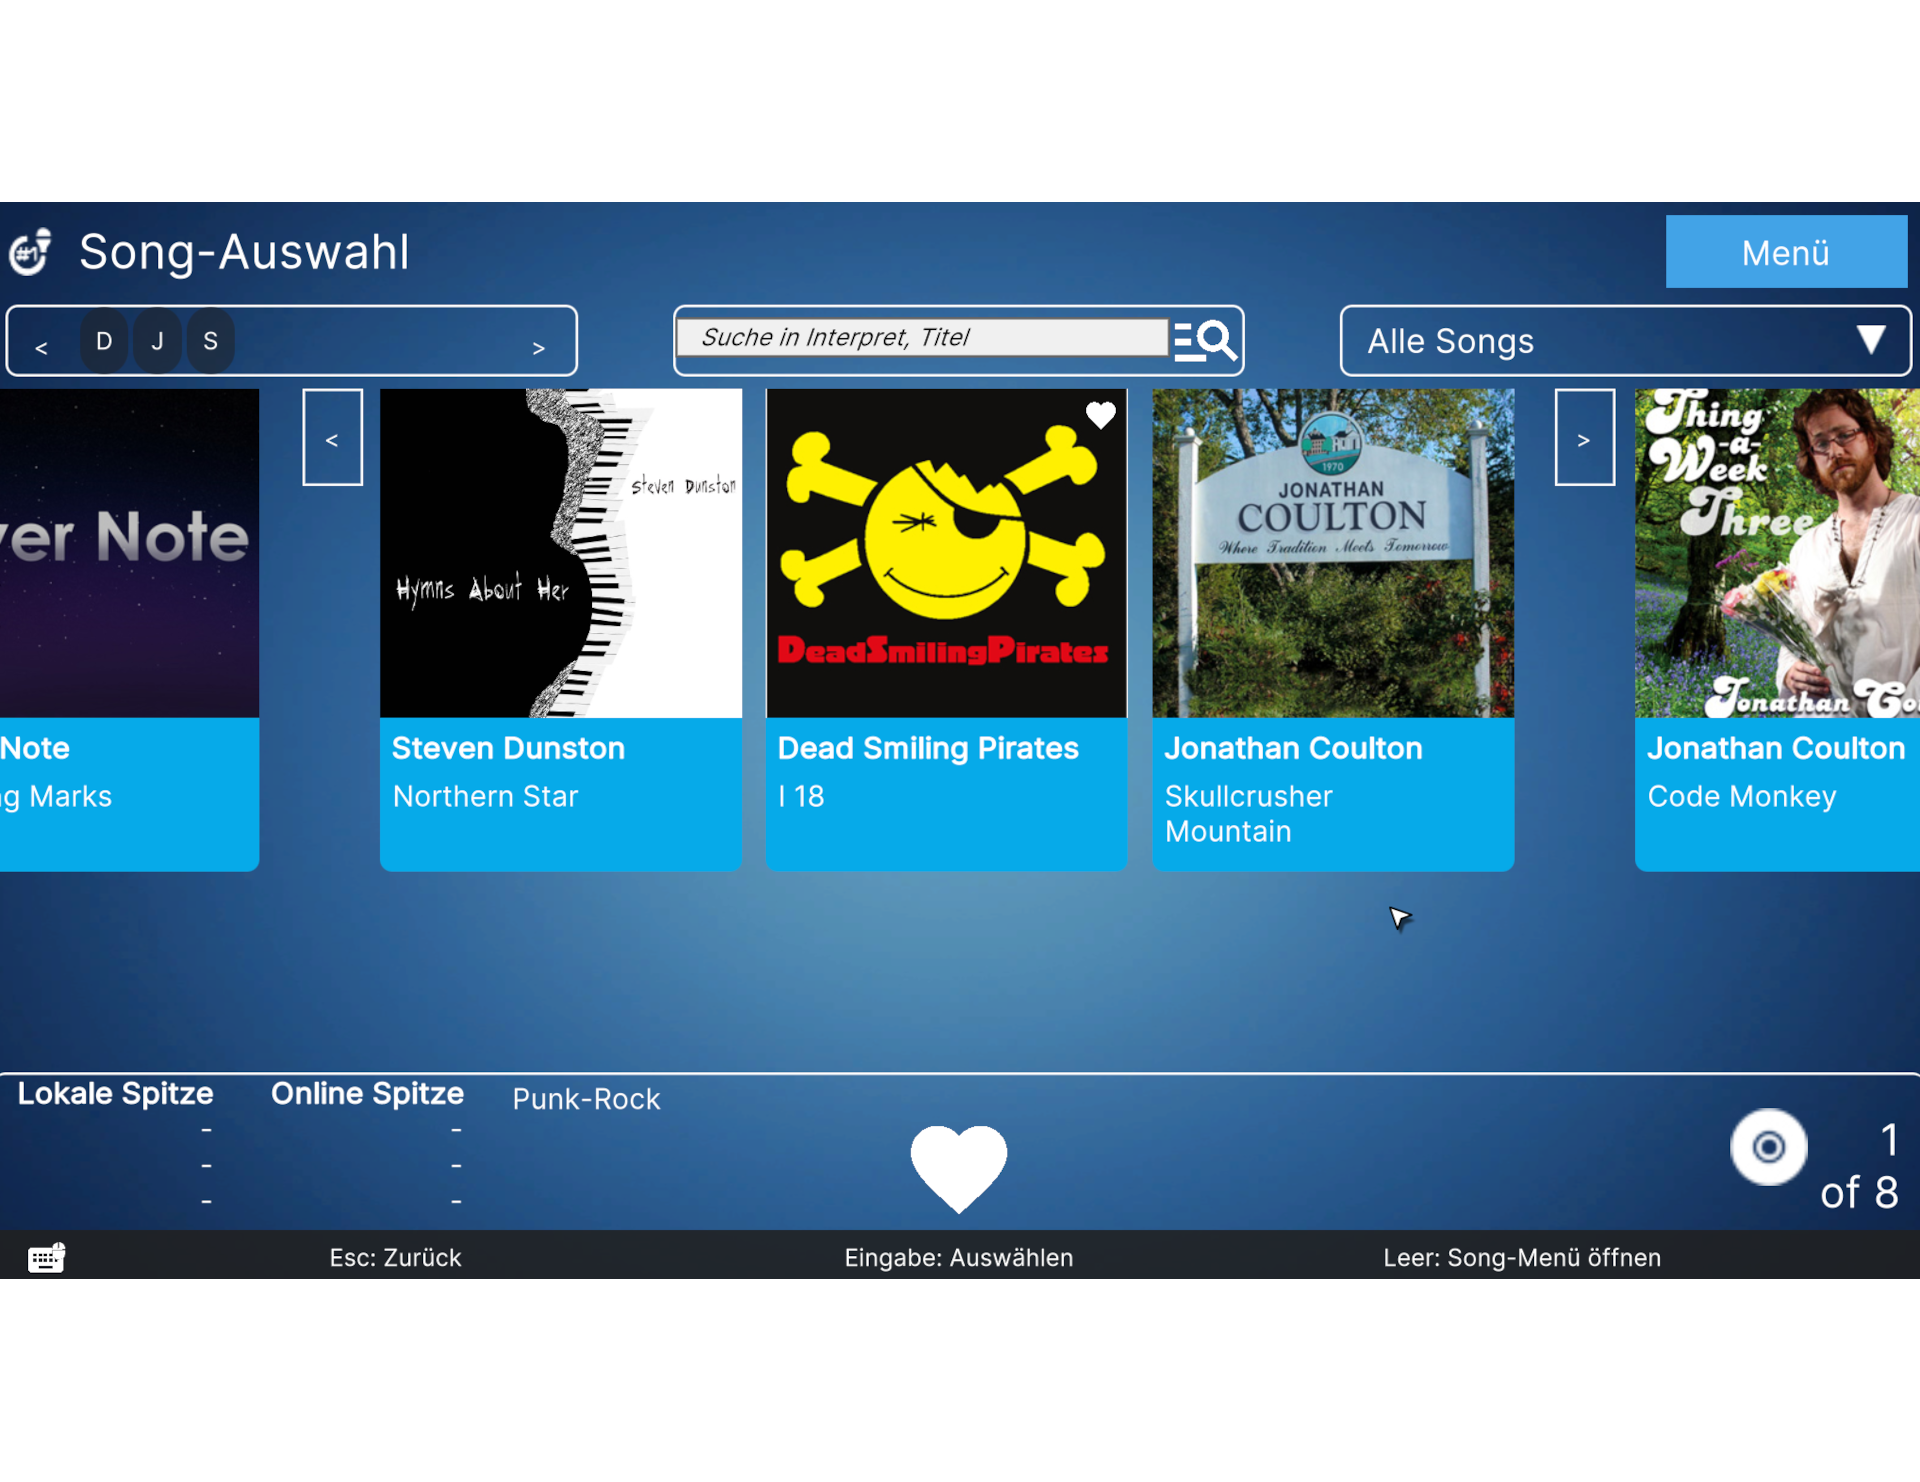 #1
Song-Auswahl
Menü
<
D
J
S
>
Suche in Interpret, Titel
Alle Songs
er Note
Note
g Marks
<
Steven Dunston
Hymns About Her
Steven Dunston
Northern Star
DeadSmilingPirates
Dead Smiling Pirates
I 18
1970
JONATHAN
COULTON
Where Tradition Meets Tomorrow
Jonathan Coulton
Skullcrusher
Mountain
>
Thing
-a-
Week
Three
Jonathan Co
Jonathan Coulton
Code Monkey
Lokale Spitze
-
-
-
Online Spitze
-
-
-
Punk-Rock
1
of 8
Esc: Zurück
Eingabe: Auswählen
Leer: Song-Menü öffnen